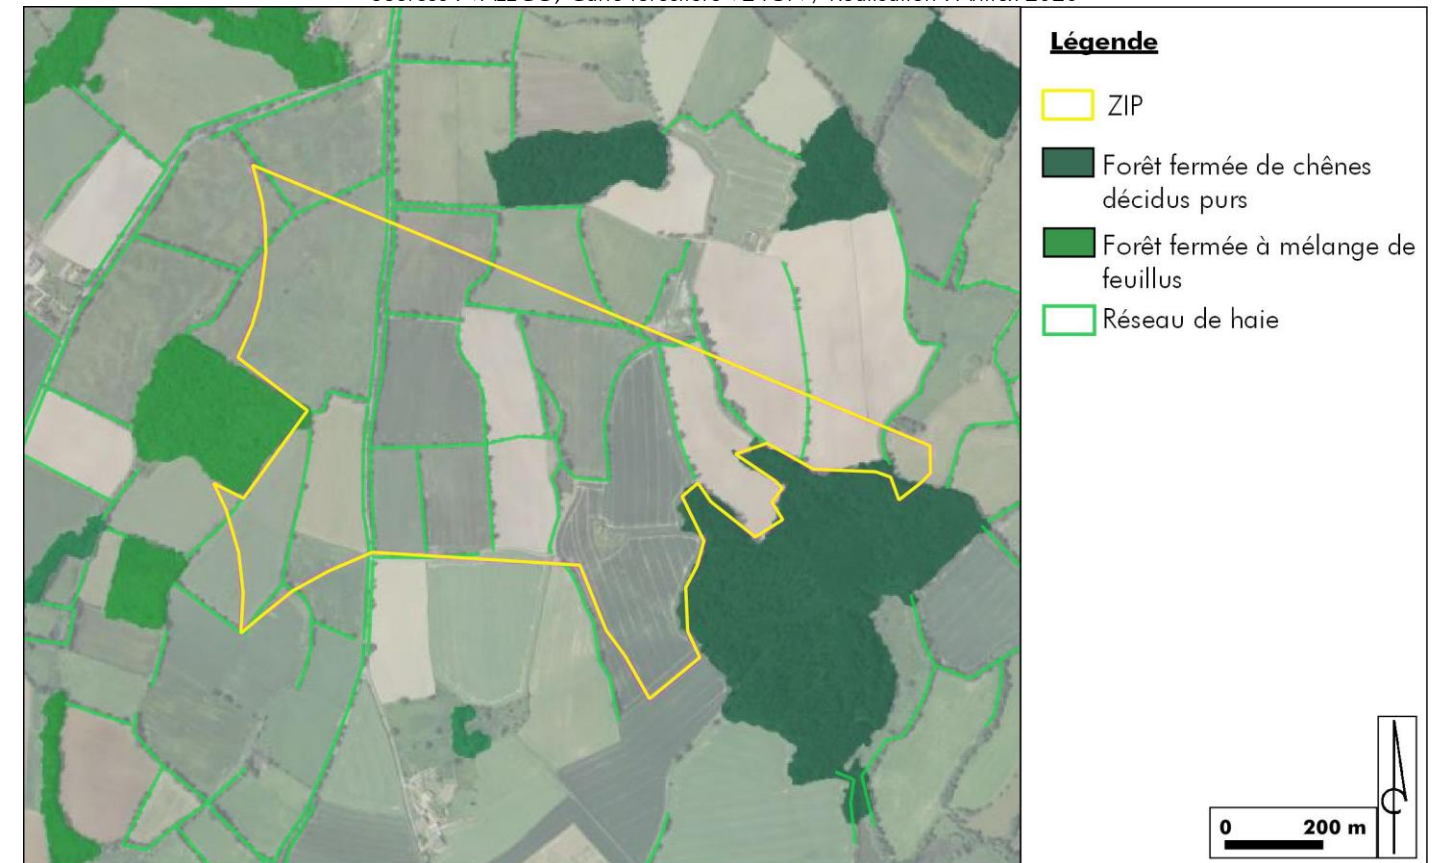 Légende
ZIP
Forêt fermée de chênes
décidus purs
Forêt fermée à mélange de
feuillus
Réseau de haie
0 200 m